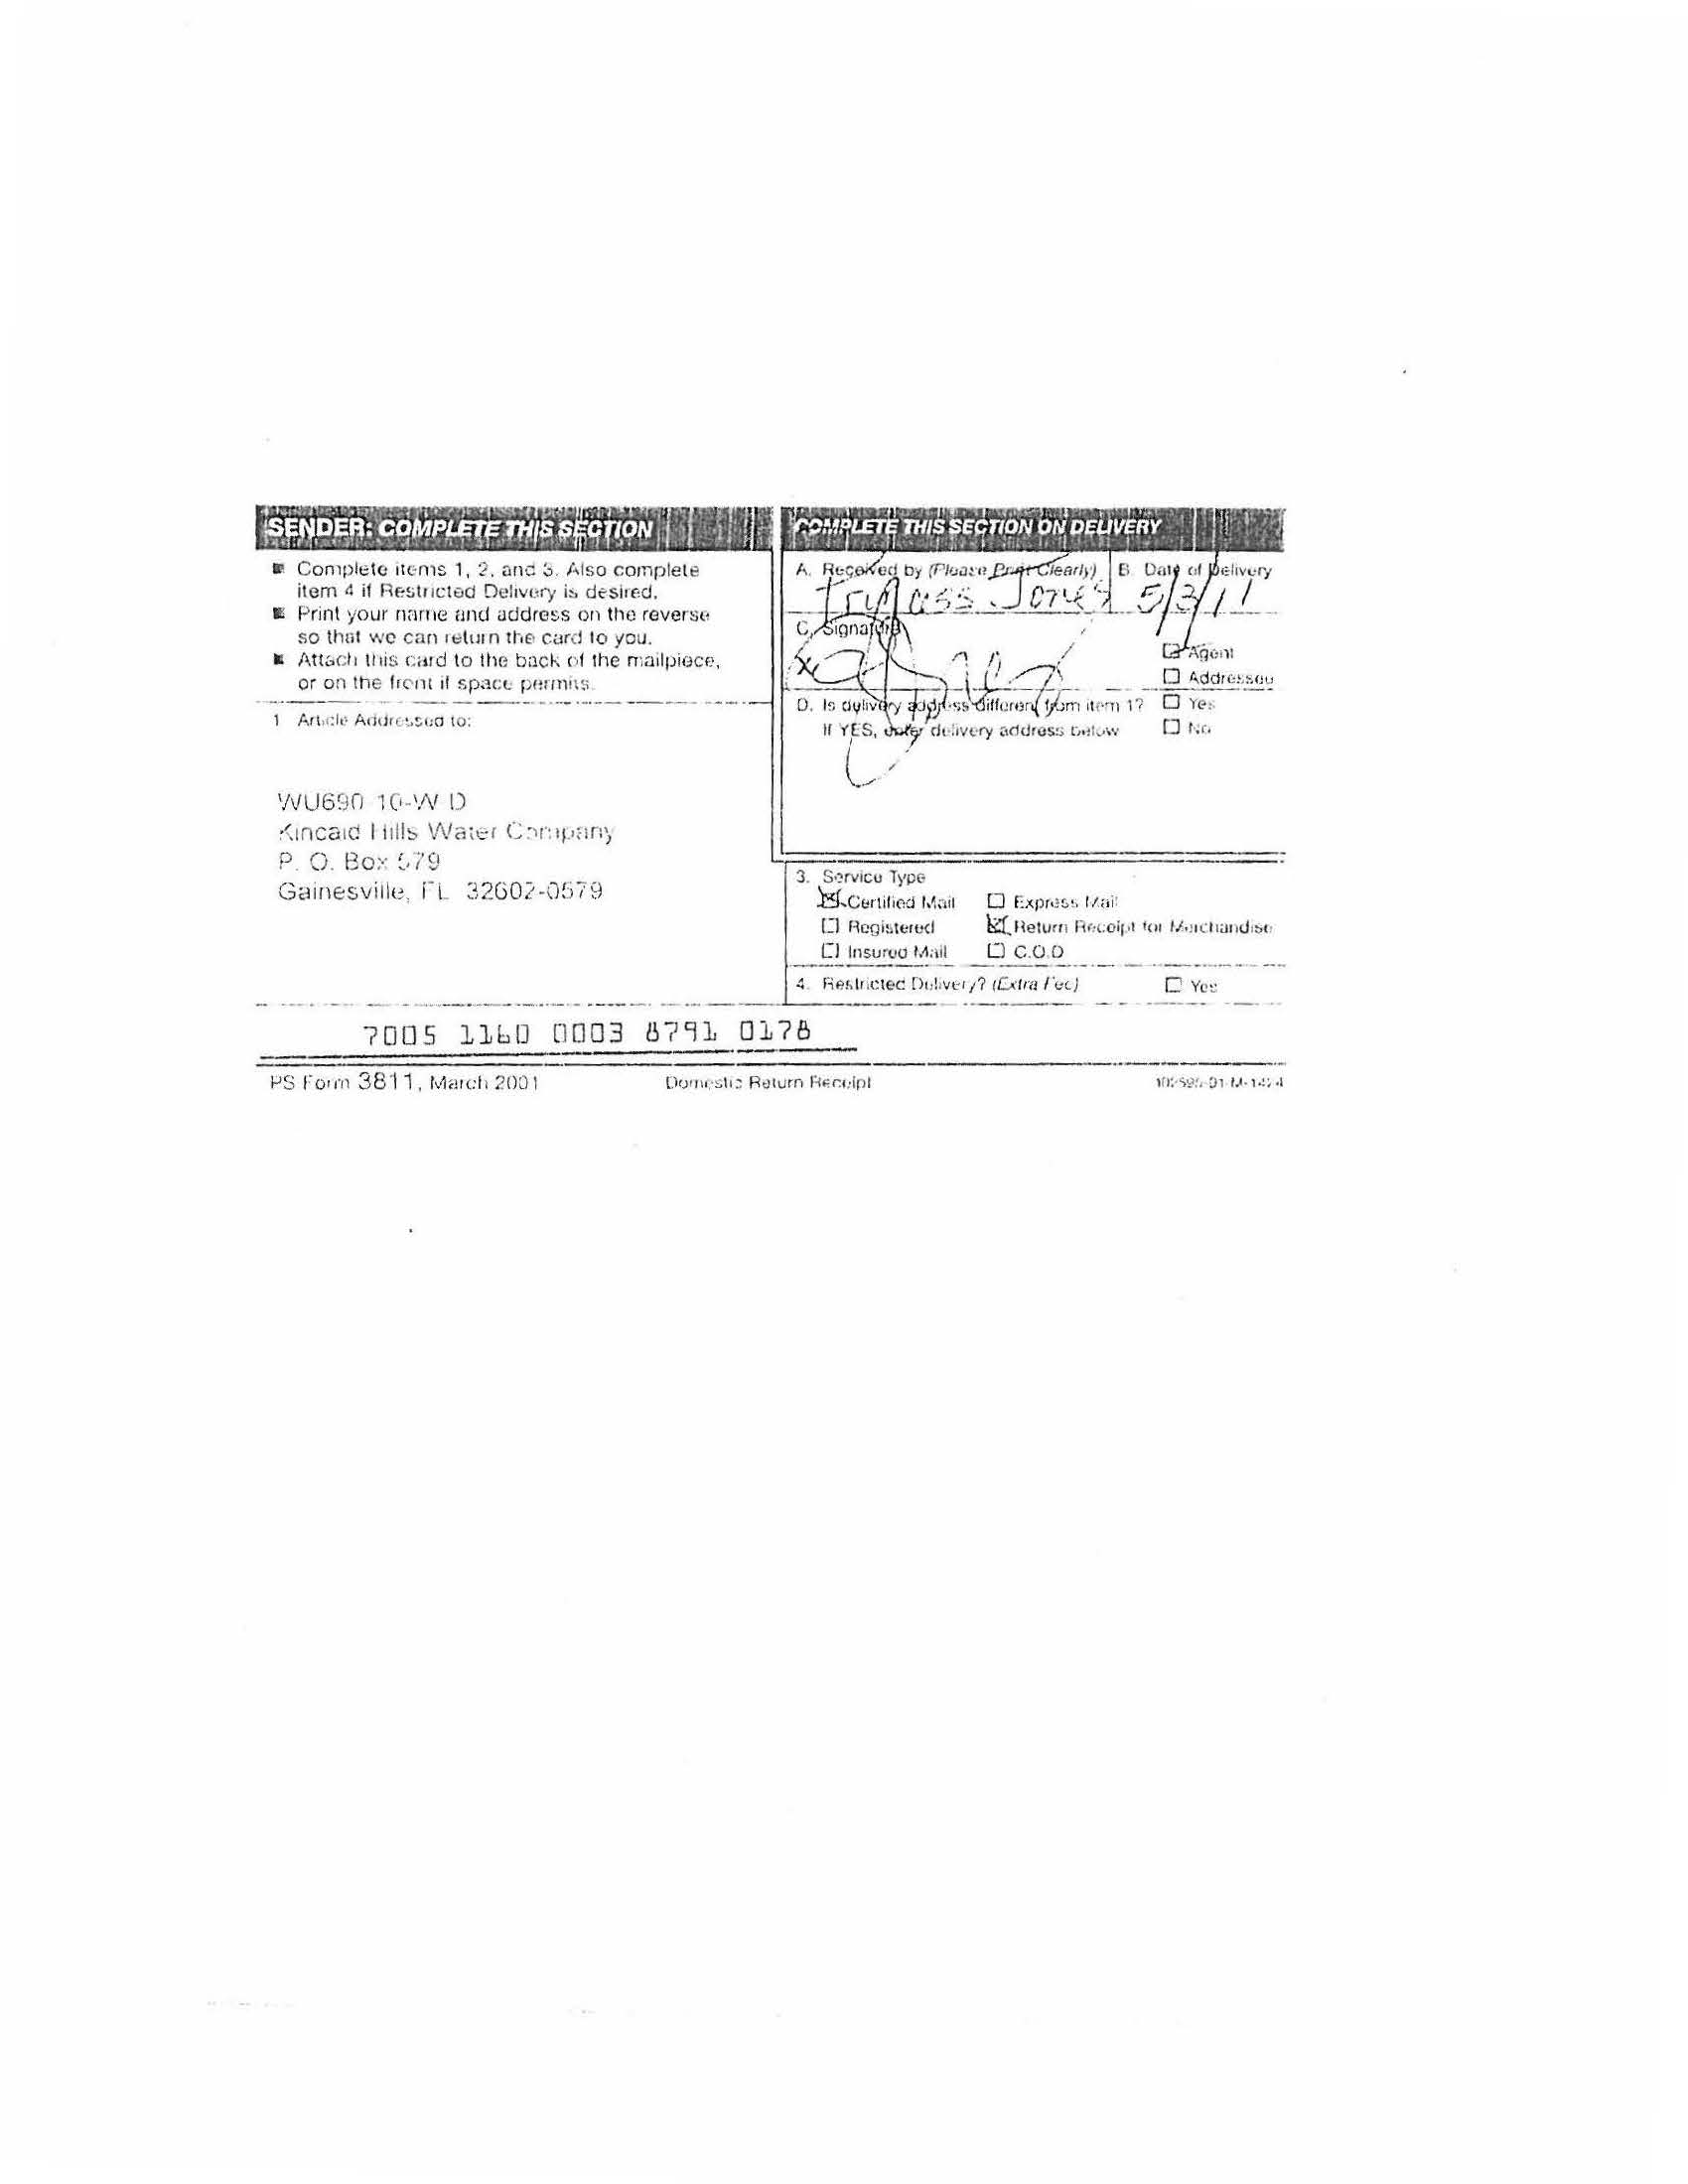 SENDER: COMPLETE THIS SECTION
■ Complete items 1, 2, and 3. Also complete
item 4 if Restricted Delivery is desired.
■ Print your name and address on the reverse
so that we can return the card to you.
■ Attach this card to the back of the mailpiece,
or on the front if space permits.
1 Article Addressed to:
WU690 10-W D
Kincaid Hills Water Company
P. O. Box 579
Gainesville, FL 32602-0579
COMPLETE THIS SECTION ON DELIVERY
A. Received by (Please Print Clearly) B Date of Delivery
Jones 5/3/11
C. Signature
X
Agent
Addressee
D. Is delivery address different from item 1? Yes
If YES, enter delivery address below No
3. Service Type
Certified Mail Express Mail
Registered Return Receipt for Merchandise
Insured Mail C.O.D
4. Restricted Delivery? (Extra Fee) Yes
7005 1160 0003 8791 0178
PS Form 3811, March 2001 Domestic Return Receipt